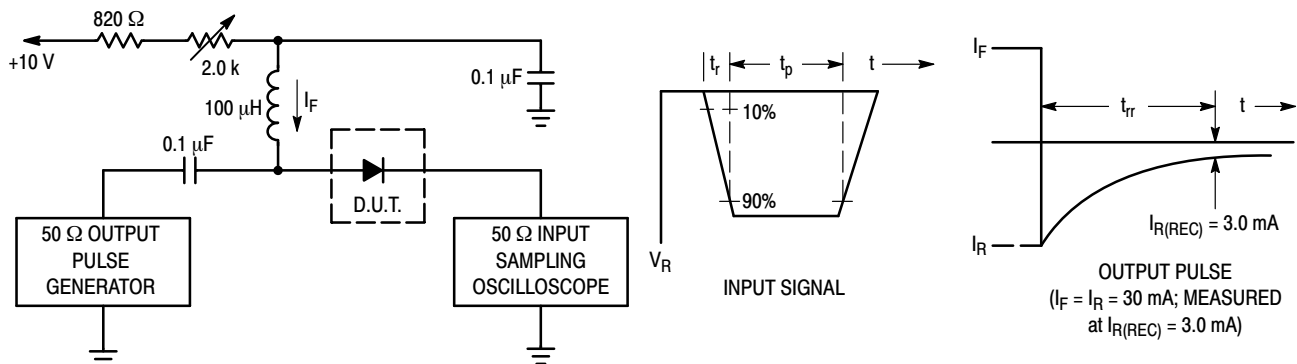 820 Ω
+10 V
2.0 k
100 μH
I_F
0.1 μF
0.1 μF
D.U.T.
50 Ω OUTPUT
PULSE
GENERATOR
50 Ω INPUT
SAMPLING
OSCILLOSCOPE
t_r
t_p
t
10%
90%
V_R
INPUT SIGNAL
I_F
t_rr
t
I_R
I_R(REC) = 3.0 mA
OUTPUT PULSE
(I_F = I_R = 30 mA; MEASURED
at I_R(REC) = 3.0 mA)